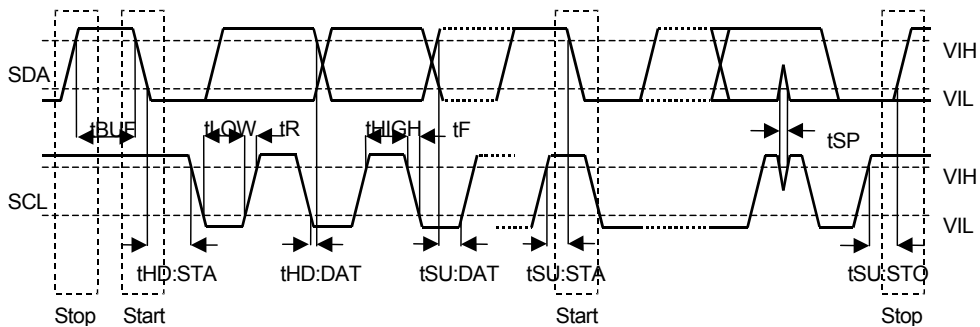 VIH
SDA
VIL
tBUF
tLOW
tR
tHIGH
tF
tSP
VIH
SCL
VIL
tHD:STA
tHD:DAT
tSU:DAT
tSU:STA
tSU:STO
Stop
Start
Start
Stop